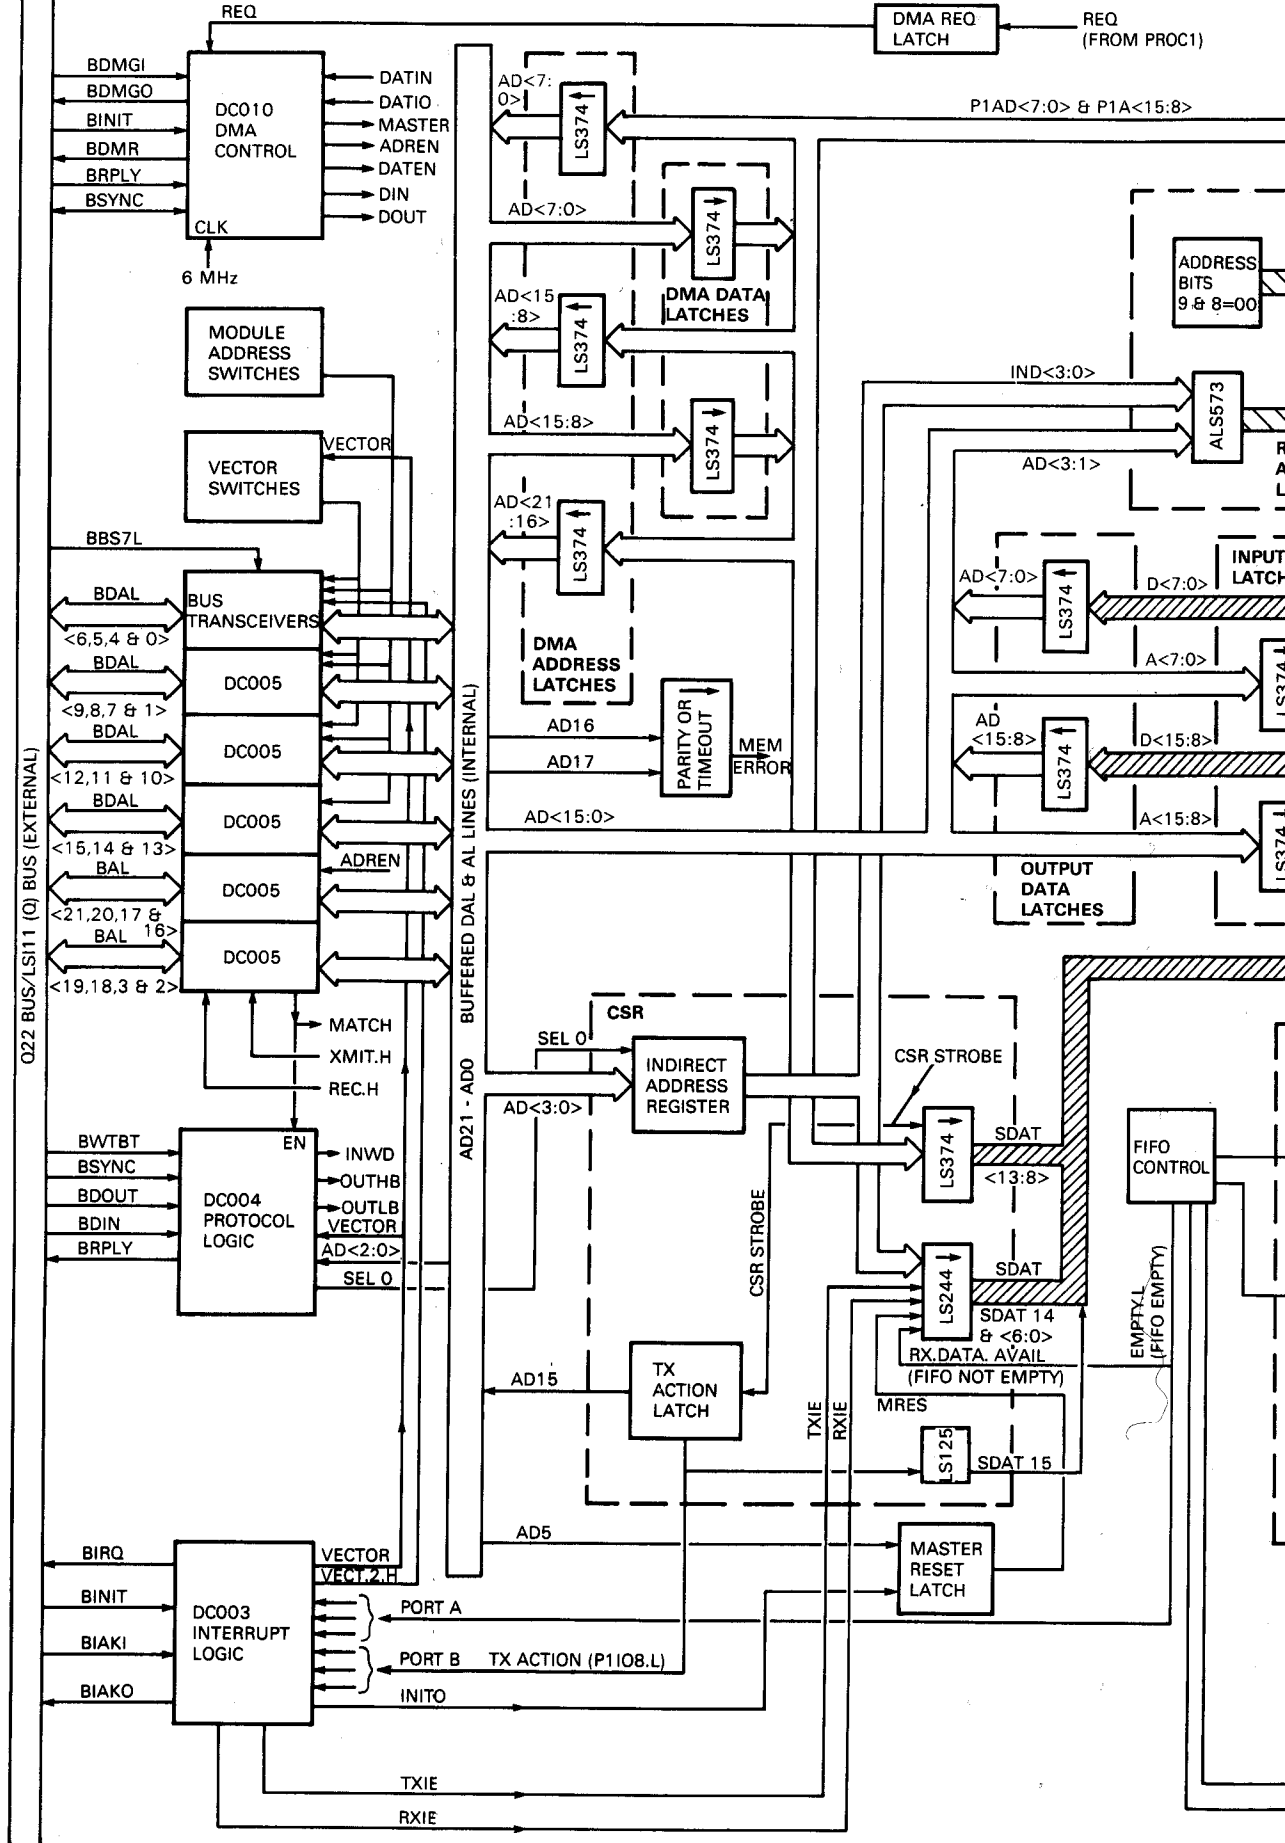 REQ
DMA REQ
LATCH
REQ
(FROM PROC1)
BDMGI
BDMGO
BINIT
BDMR
BRPLY
BSYNC
DC010
DMA
CONTROL
CLK
6 MHz
DATIN
DATIO
MASTER
ADREN
DATEN
DIN
DOUT
AD<7:
0>
LS374
P1AD<7:0> & P1A<15:8>
AD<7:0>
LS374
DMA DATA
LATCHES
AD<15
:8>
LS374
AD<15:8>
LS374
AD<21
:16>
LS374
DMA
ADDRESS
LATCHES
ADDRESS
BITS
9 & 8=00
IND<3:0>
ALS573
AD<3:1>
R
A
L
MODULE
ADDRESS
SWITCHES
VECTOR
SWITCHES
VECTOR
BBS7L
BUS
TRANSCEIVERS
BDAL
<6,5,4 & 0>
BDAL
<9,8,7 & 1>
DC005
BDAL
<12,11 & 10>
DC005
BDAL
<15,14 & 13>
DC005
BAL
<21,20,17 &
16>
DC005
ADREN
BAL
<19,18,3 & 2>
DC005
MATCH
XMIT.H
REC.H
Q22 BUS/LSI11 (Q) BUS (EXTERNAL)
AD21 - AD0 BUFFERED DAL & AL LINES (INTERNAL)
AD16
AD17
PARITY OR
TIMEOUT
MEM
ERROR
AD<15:0>
AD<7:0>
LS374
D<7:0>
INPUT
LATCH
A<7:0>
LS374
AD
<15:8>
LS374
D<15:8>
A<15:8>
LS374
OUTPUT
DATA
LATCHES
CSR
SEL 0
INDIRECT
ADDRESS
REGISTER
AD<3:0>
CSR STROBE
LS374
SDAT
<13:8>
CSR STROBE
LS244
SDAT
SDAT 14
& <6:0>
RX.DATA. AVAIL
(FIFO NOT EMPTY)
MRES
FIFO
CONTROL
EMPTY.L
(FIFO EMPTY)
BWTBT
BSYNC
BDOUT
BDIN
BRPLY
EN
DC004
PROTOCOL
LOGIC
INWD
OUTHB
OUTLB
VECTOR
AD<2:0>
SEL 0
AD15
TX
ACTION
LATCH
TXIE
RXIE
LS125
SDAT 15
AD5
MASTER
RESET
LATCH
BIRQ
BINIT
BIAKI
BIAKO
DC003
INTERRUPT
LOGIC
VECTOR
VECT.2.H
PORT A
PORT B
TX ACTION (P1IO8.L)
INITO
TXIE
RXIE